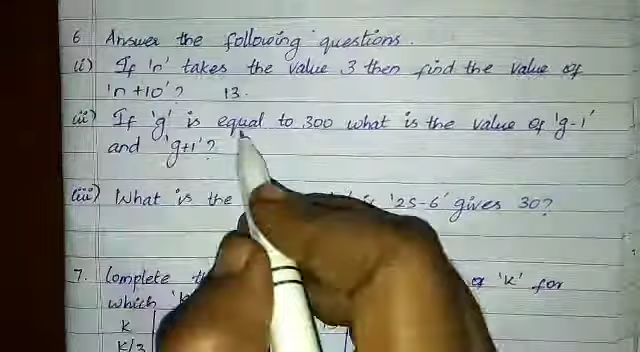 6 Answer the following questions.
(i) If 'n' takes the value 3 then find the value of
'n+10'? 13.
(ii) If 'g' is equal to 300 what is the value of 'g-1'
and 'g+1'?
(iii) What is the '2s-6' gives 30?
7. Complete of 'k' for
which
k
k/3